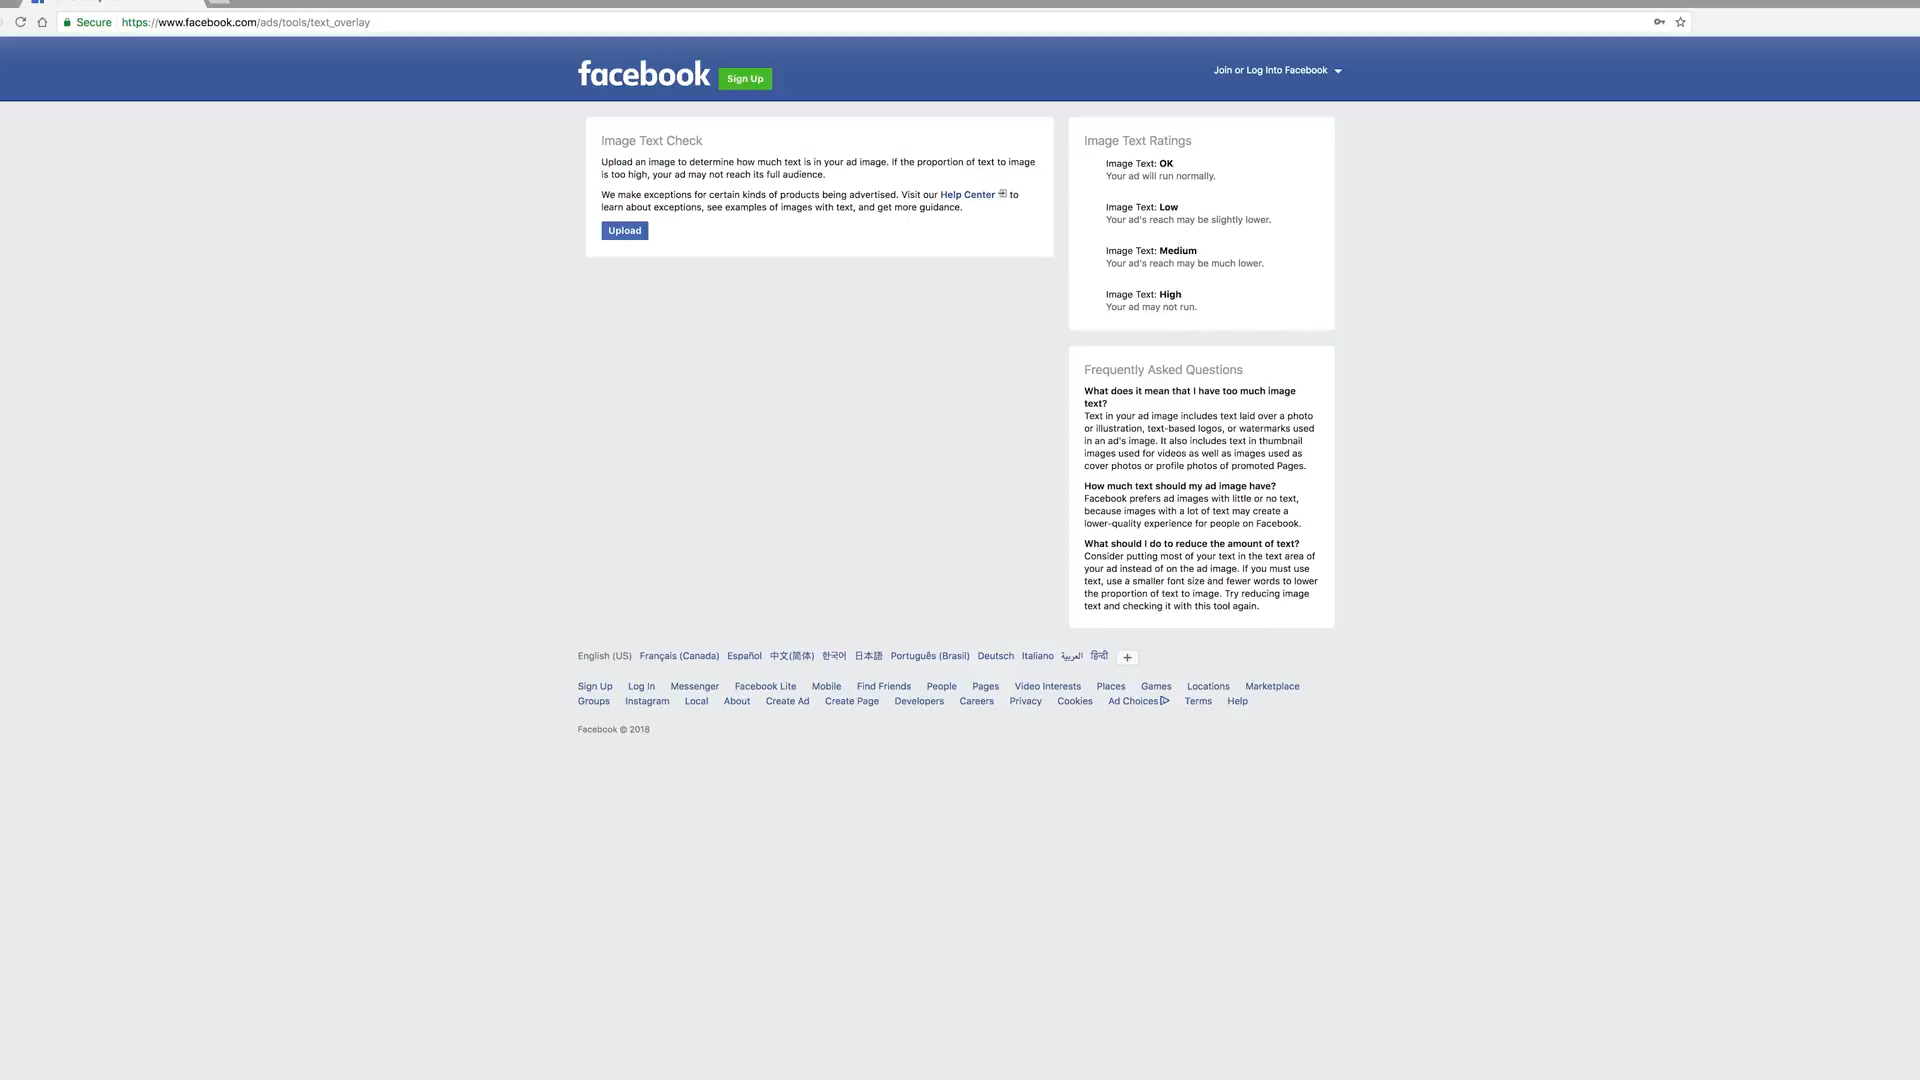 Secure https://www.facebook.com/ads/tools/text_overlay
facebook Sign Up
Join or Log Into Facebook
Image Text Check
Upload an image to determine how much text is in your ad image. If the proportion of text to image
is too high, your ad may not reach its full audience.
We make exceptions for certain kinds of products being advertised. Visit our Help Center to
learn about exceptions, see examples of images with text, and get more guidance.
Upload
Image Text Ratings
Image Text: OK
Your ad will run normally.
Image Text: Low
Your ad's reach may be slightly lower.
Image Text: Medium
Your ad's reach may be much lower.
Image Text: High
Your ad may not run.
Frequently Asked Questions
What does it mean that I have too much image
text?
Text in your ad image includes text laid over a photo
or illustration, text-based logos, or watermarks used
in an ad's image. It also includes text in thumbnail
images used for videos as well as images used as
cover photos or profile photos of promoted Pages.
How much text should my ad image have?
Facebook prefers ad images with little or no text,
because images with a lot of text may create a
lower-quality experience for people on Facebook.
What should I do to reduce the amount of text?
Consider putting most of your text in the text area of
your ad instead of on the ad image. If you must use
text, use a smaller font size and fewer words to lower
the proportion of text to image. Try reducing image
text and checking it with this tool again.
English (US) Français (Canada) Español 中文(简体) 한국어 日本語 Português (Brasil) Deutsch Italiano العربية हिन्दी +
Sign Up Log In Messenger Facebook Lite Mobile Find Friends People Pages Video Interests Places Games Locations Marketplace
Groups Instagram Local About Create Ad Create Page Developers Careers Privacy Cookies Ad Choices Terms Help
Facebook © 2018